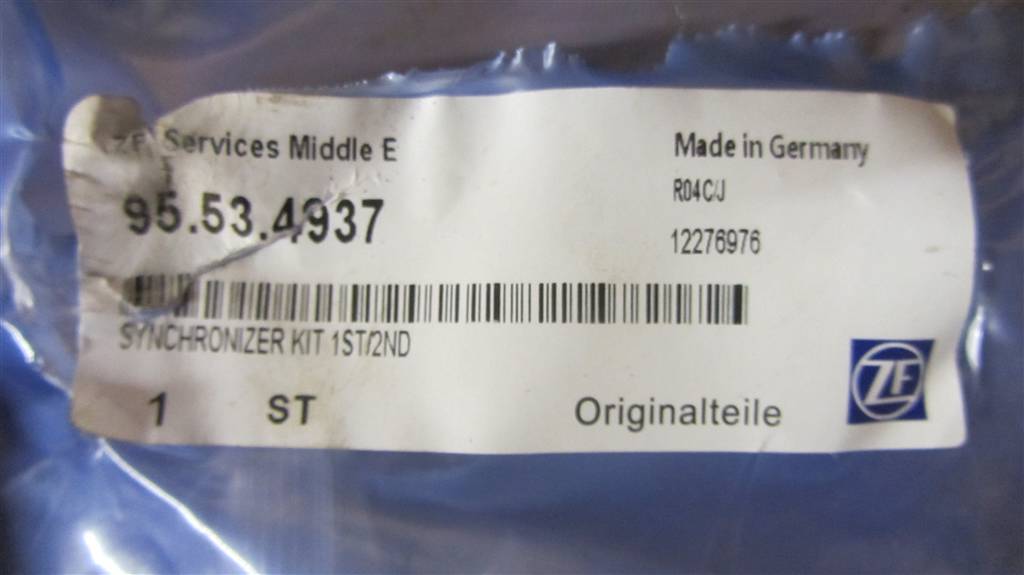 ZF Services Middle E
Made in Germany
95.53.4937
R04C/J
12276976
SYNCHRONIZER KIT 1ST/2ND
1 ST
Originalteile
ZF